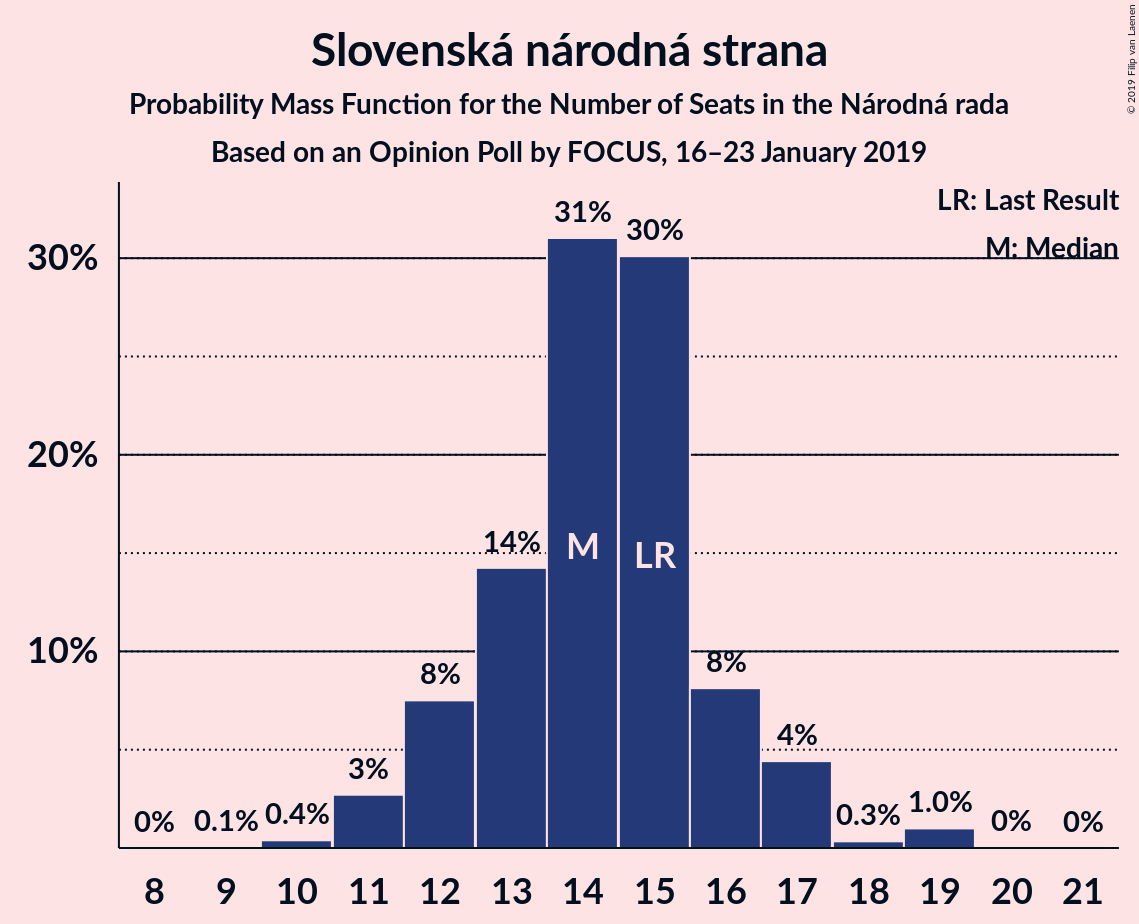 Slovenská národná strana
Probability Mass Function for the Number of Seats in the Národná rada
Based on an Opinion Poll by FOCUS, 16–23 January 2019
© 2019 Filip van Laenen
LR: Last Result
M: Median
30%
20%
10%
0%
0.1%
0.4%
3%
8%
14%
31%
30%
8%
4%
0.3%
1.0%
0%
0%
M
LR
8 9 10 11 12 13 14 15 16 17 18 19 20 21